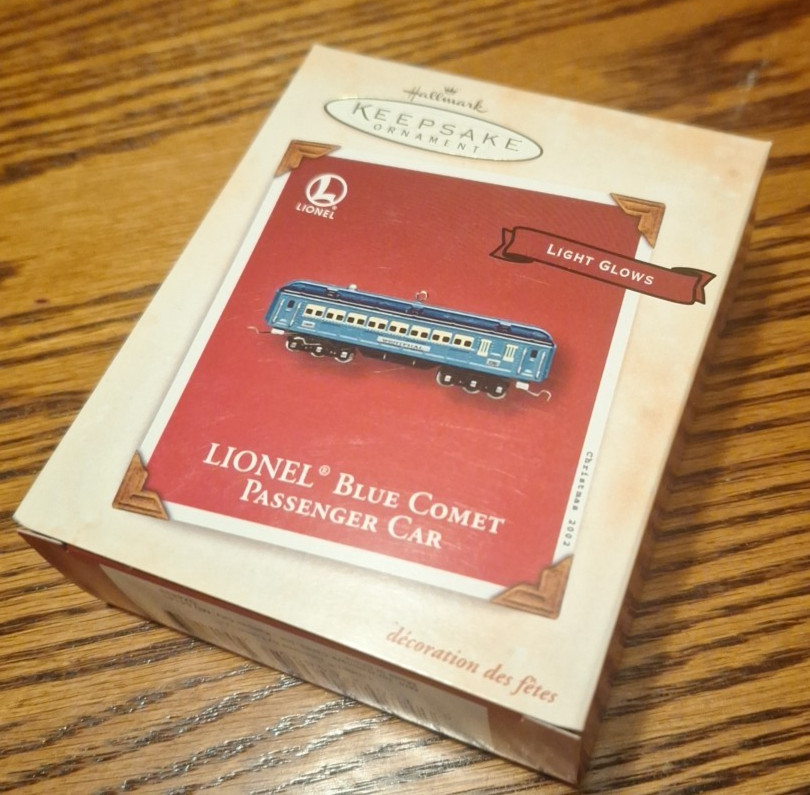 Hallmark
KEEPSAKE
ORNAMENT
L
LIONEL®
LIGHT GLOWS
LIONEL® BLUE COMET
PASSENGER CAR
Christmas 2002
décoration des fêtes